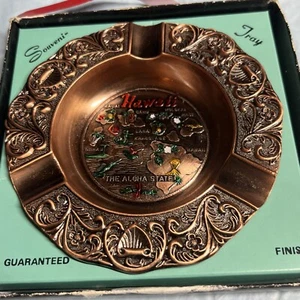 Souvenir
Tray
Hawaii
THE ALOHA STATE
GUARANTEED
FINIS